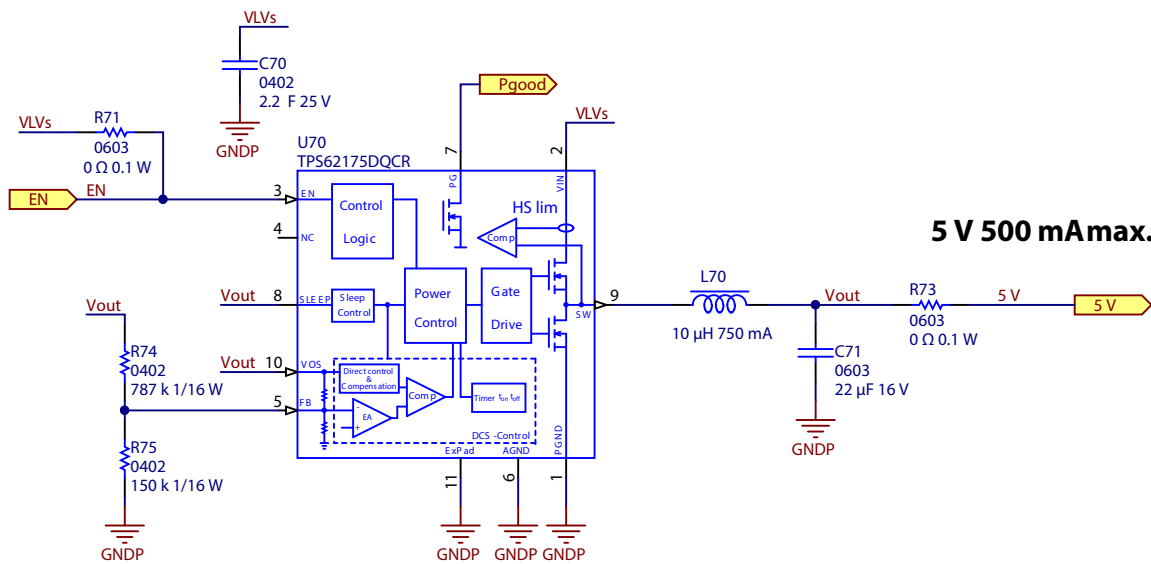 VLVs
C70
0402
2.2 F 25 V
GNDP
Pgood
VLVs
R71
0603
0 Ω 0.1 W
VLVs
EN
EN
U70
TPS62175DQCR
7
2
3
EN
PG
VIN
Control
Logic
HS lim
Comp
4
NC
5 V 500 mAmax.
Vout
8
SLEEP
Sleep
Control
Power
Control
Gate
Drive
SW
9
L70
10 µH 750 mA
Vout
R73
0603
0 Ω 0.1 W
5 V
5 V
C71
0603
22 µF 16 V
GNDP
Vout
R74
0402
787 k 1/16 W
Vout
10
VOS
Direct control
&
Compensation
Comp
Timer ton toff
5
FB
-
EA
+
DCS -Control
R75
0402
150 k 1/16 W
GNDP
ExPad
AGND
PGND
11
6
1
GNDP
GNDP
GNDP